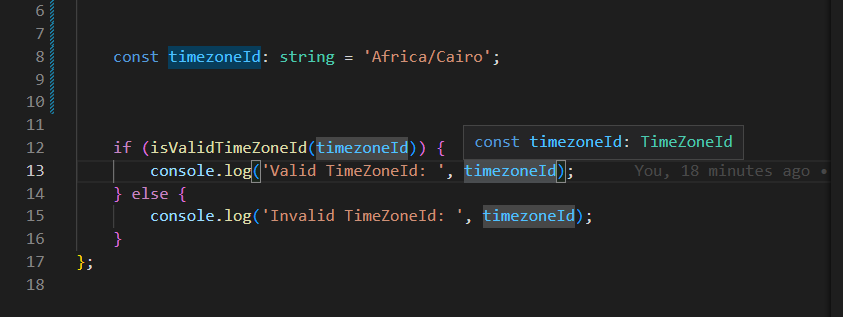 6
7
8 const timezoneId: string = 'Africa/Cairo';
9
10
11
12 if (isValidTimeZoneId(timezoneId)) {
const timezoneId: TimeZoneId
13 console.log('Valid TimeZoneId: ', timezoneId); You, 18 minutes ago •
14 } else {
15 console.log('Invalid TimeZoneId: ', timezoneId);
16 }
17 };
18